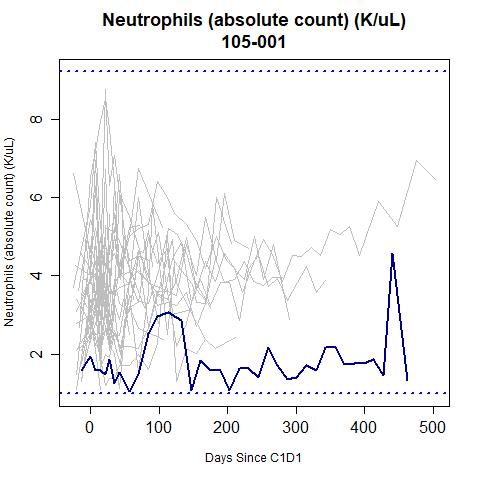 Neutrophils (absolute count) (K/uL)
105-001
Neutrophils (absolute count) (K/uL)
8
6
4
2
0 100 200 300 400 500
Days Since C1D1